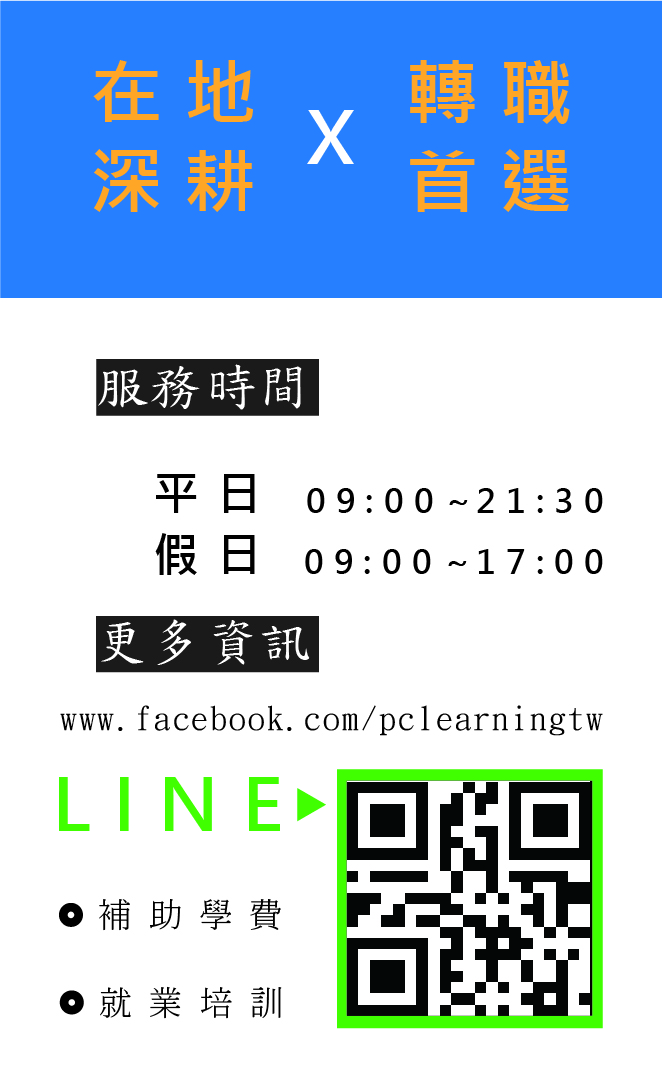 在地 x 轉職
深耕 首選
服務時間
平日 09:00~21:30
假日 09:00~17:00
更多資訊
www.facebook.com/pclearningtw
LINE▶
補助學費
就業培訓